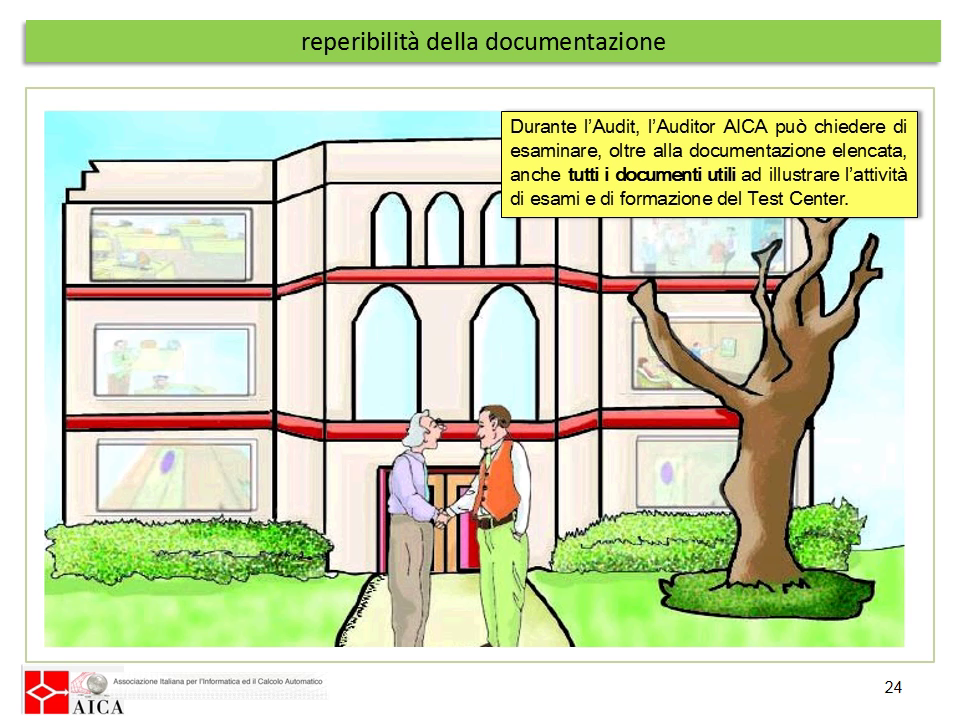 reperibilità della documentazione
Durante l’Audit, l’Auditor AICA può chiedere di
esaminare, oltre alla documentazione elencata,
anche tutti i documenti utili ad illustrare l’attività
di esami e di formazione del Test Center.
Associazione Italiana per l'Informatica ed il Calcolo Automatico
AICA
24